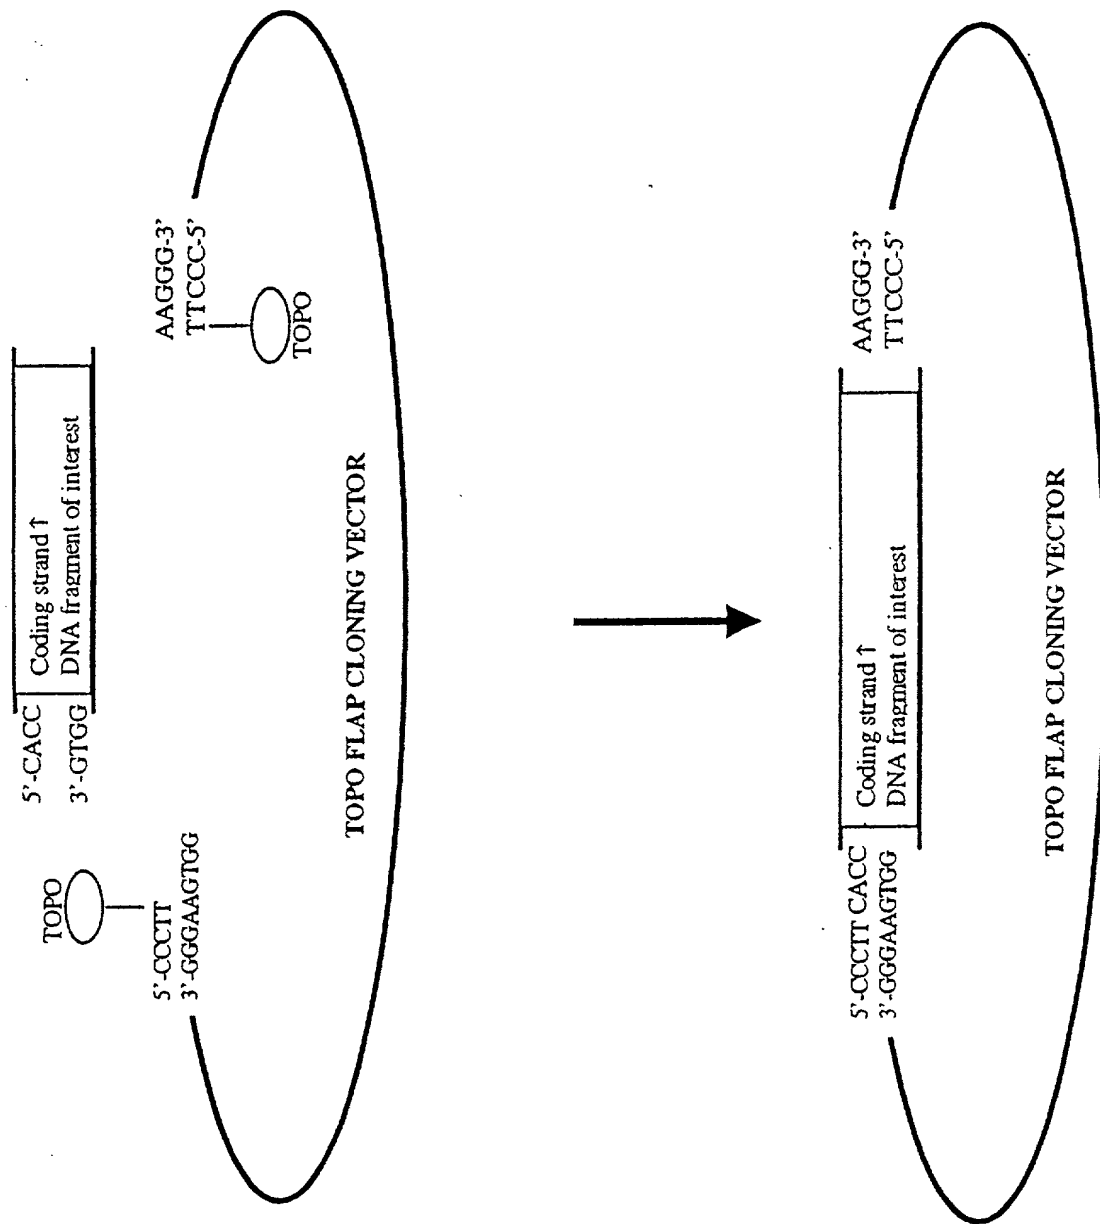 5'-CACC
3'-GTGG
Coding strand ↑
DNA fragment of interest
TOPO
5'-CCCTT
3'-GGGAAGTGG
AAGGG-3'
TTCCC-5'
TOPO
TOPO FLAP CLONING VECTOR
5'-CCCTT CACC
3'-GGGAAGTGG
Coding strand ↑
DNA fragment of interest
AAGGG-3'
TTCCC-5'
TOPO FLAP CLONING VECTOR